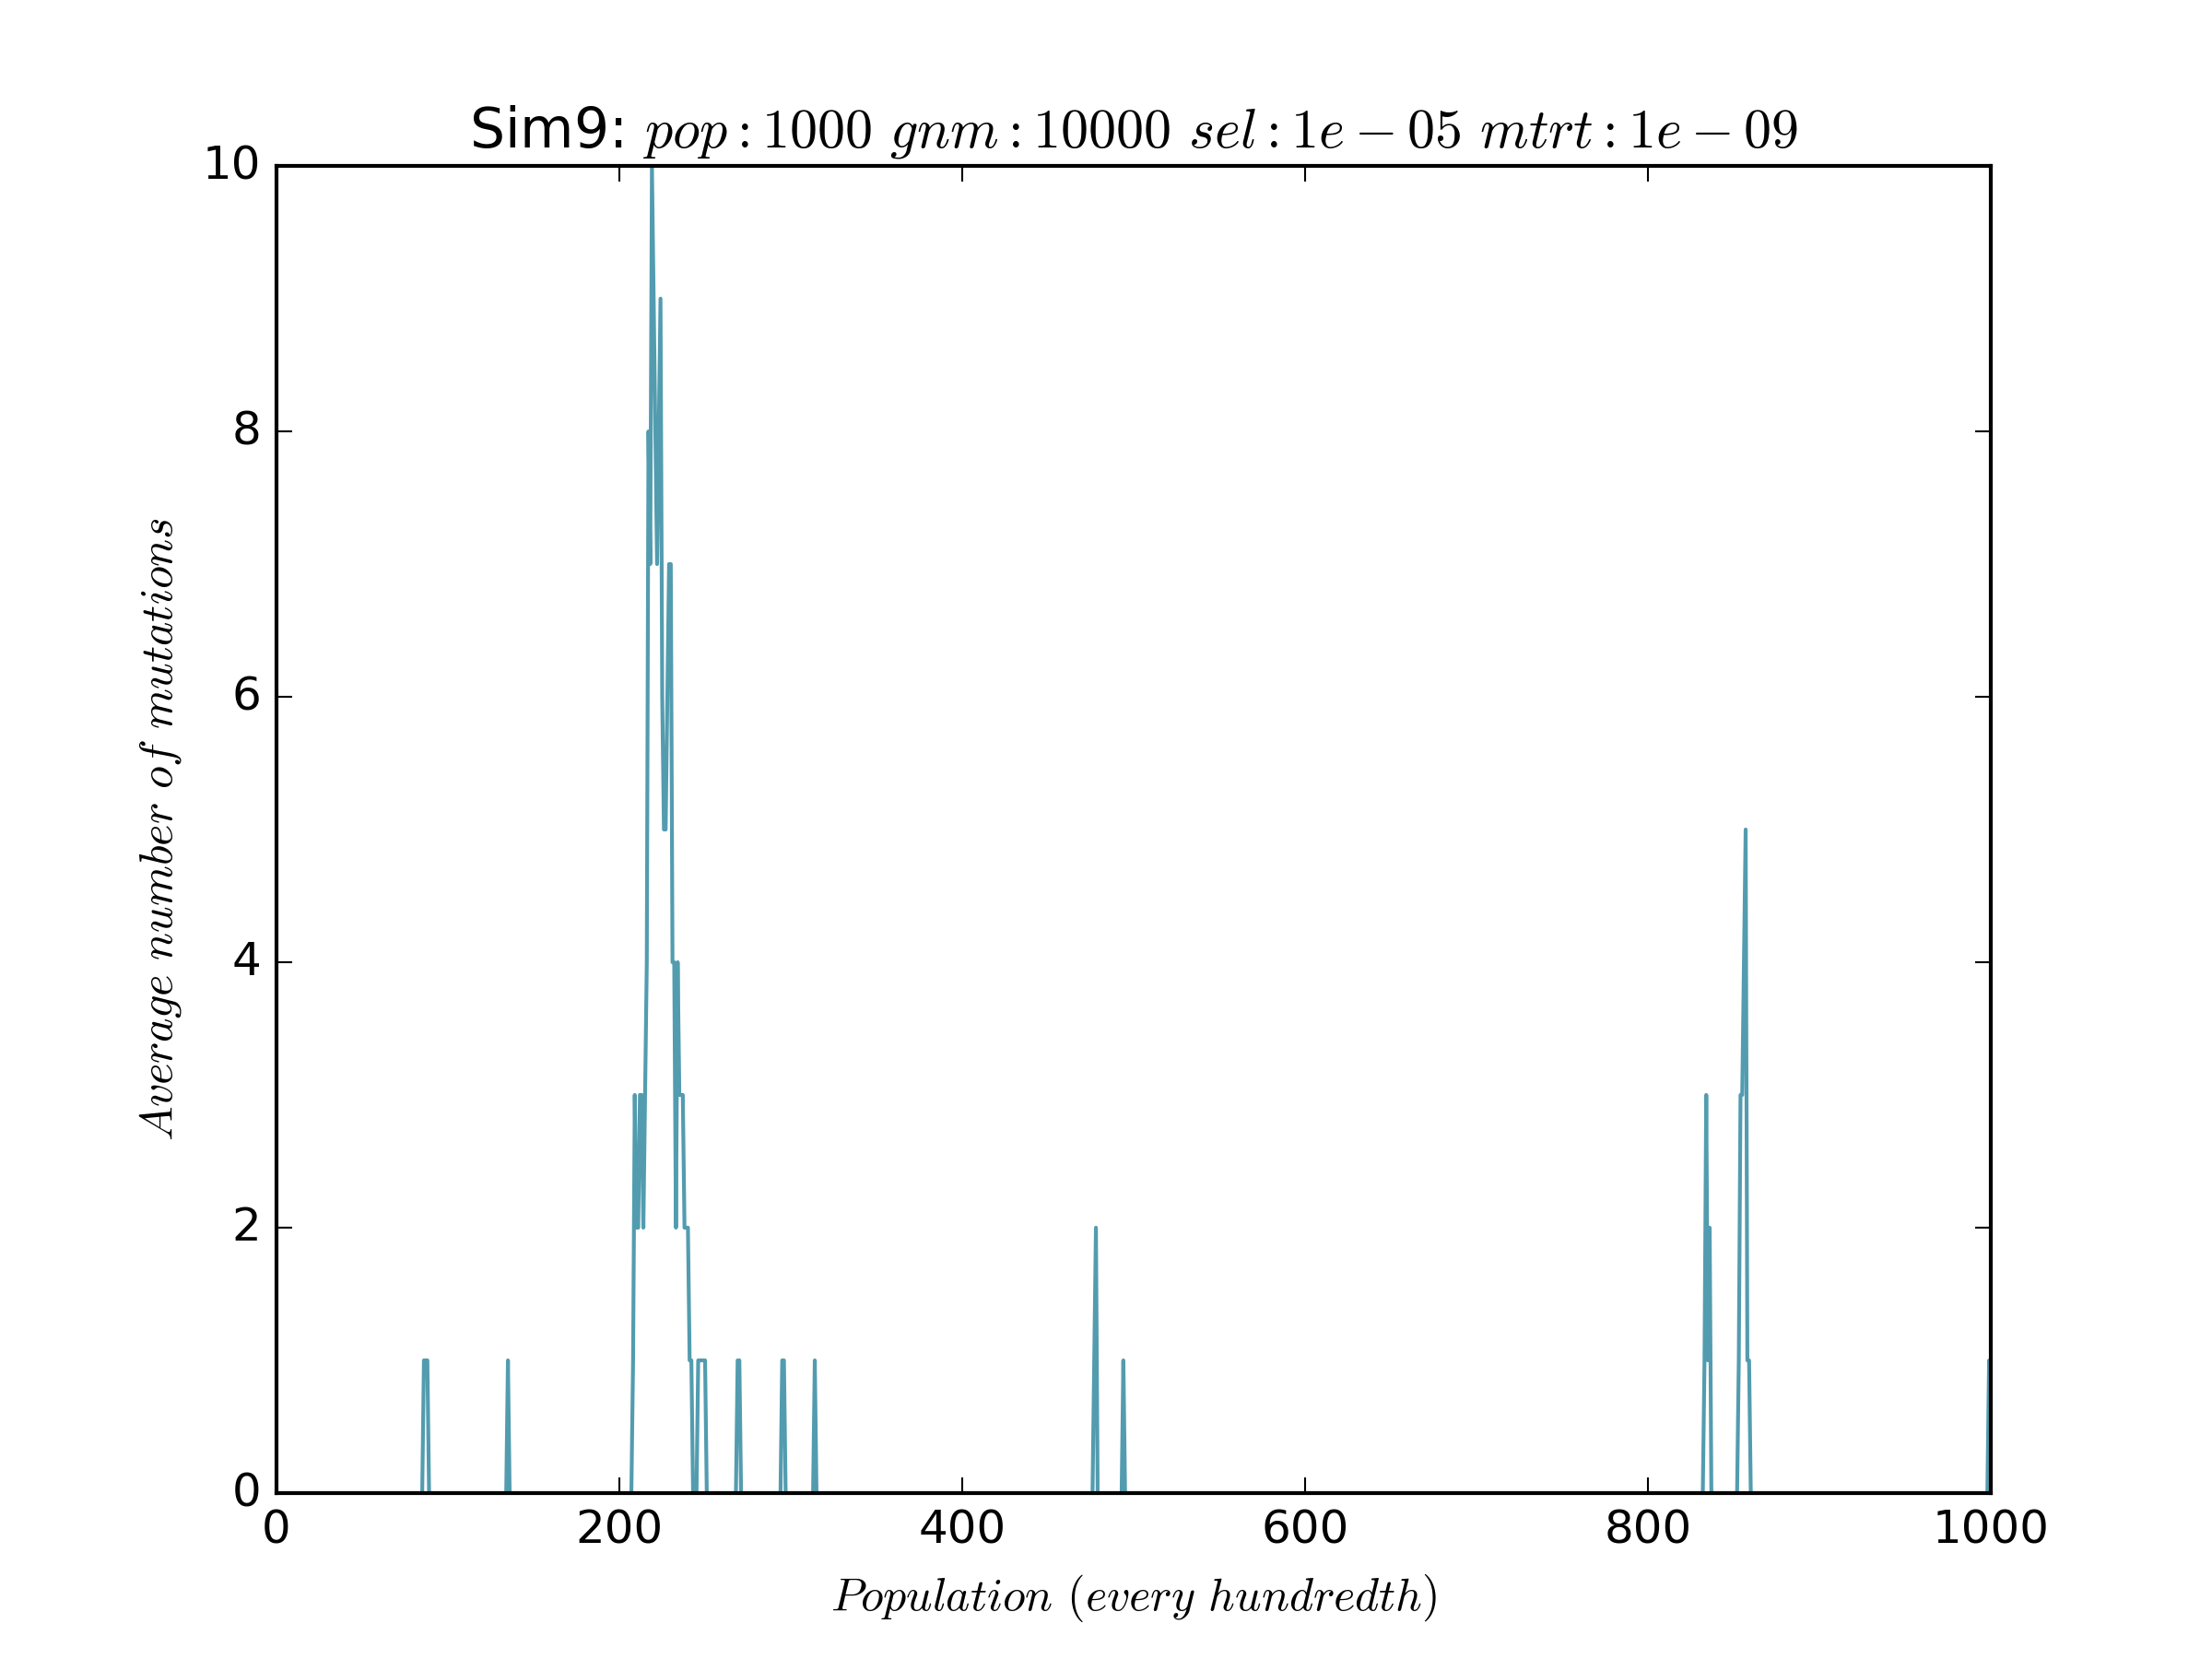 Sim9: pop : 1000 gnm : 10000 sel : 1e − 05 mtrt : 1e − 09
10
8
6
4
2
0
Average number of mutations
0 200 400 600 800 1000
Population (every hundredth)